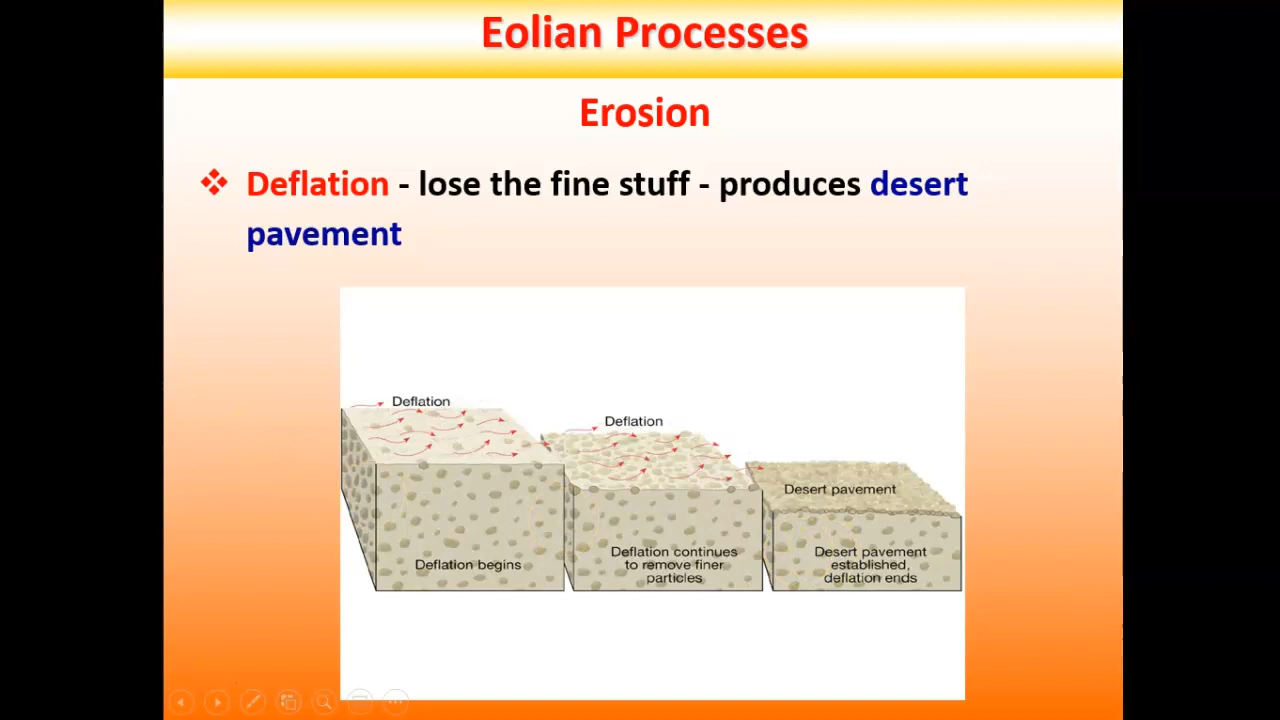 Eolian Processes
Erosion
❖ Deflation - lose the fine stuff - produces desert
pavement
Deflation
Deflation
Desert pavement
Deflation begins
Deflation continues
to remove finer
particles
Desert pavement
established,
deflation ends